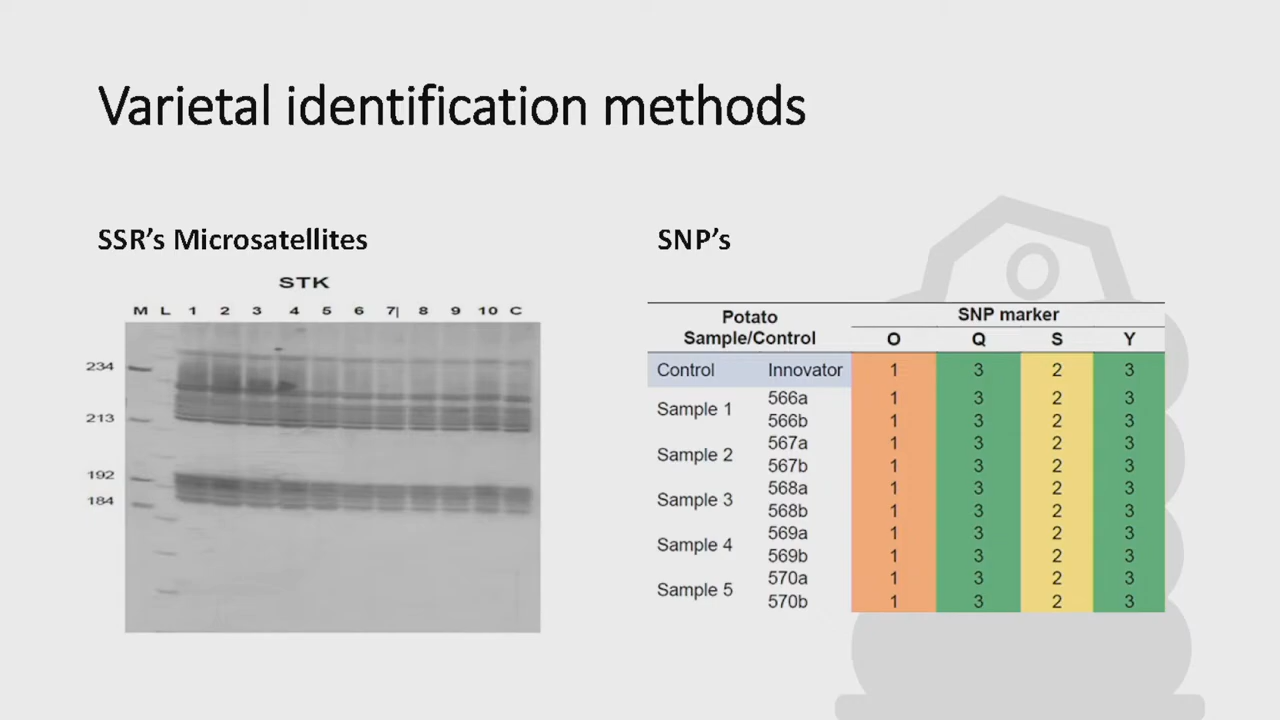 Varietal identification methods
SSR's Microsatellites
STK
M L 1 2 3 4 5 6 7| 8 9 10 C
234
213
192
184
SNP's
Potato Sample/Control SNP marker
O Q S Y
Control Innovator 1 3 2 3
Sample 1 566a 1 3 2 3
566b 1 3 2 3
Sample 2 567a 1 3 2 3
567b 1 3 2 3
Sample 3 568a 1 3 2 3
568b 1 3 2 3
Sample 4 569a 1 3 2 3
569b 1 3 2 3
Sample 5 570a 1 3 2 3
570b 1 3 2 3